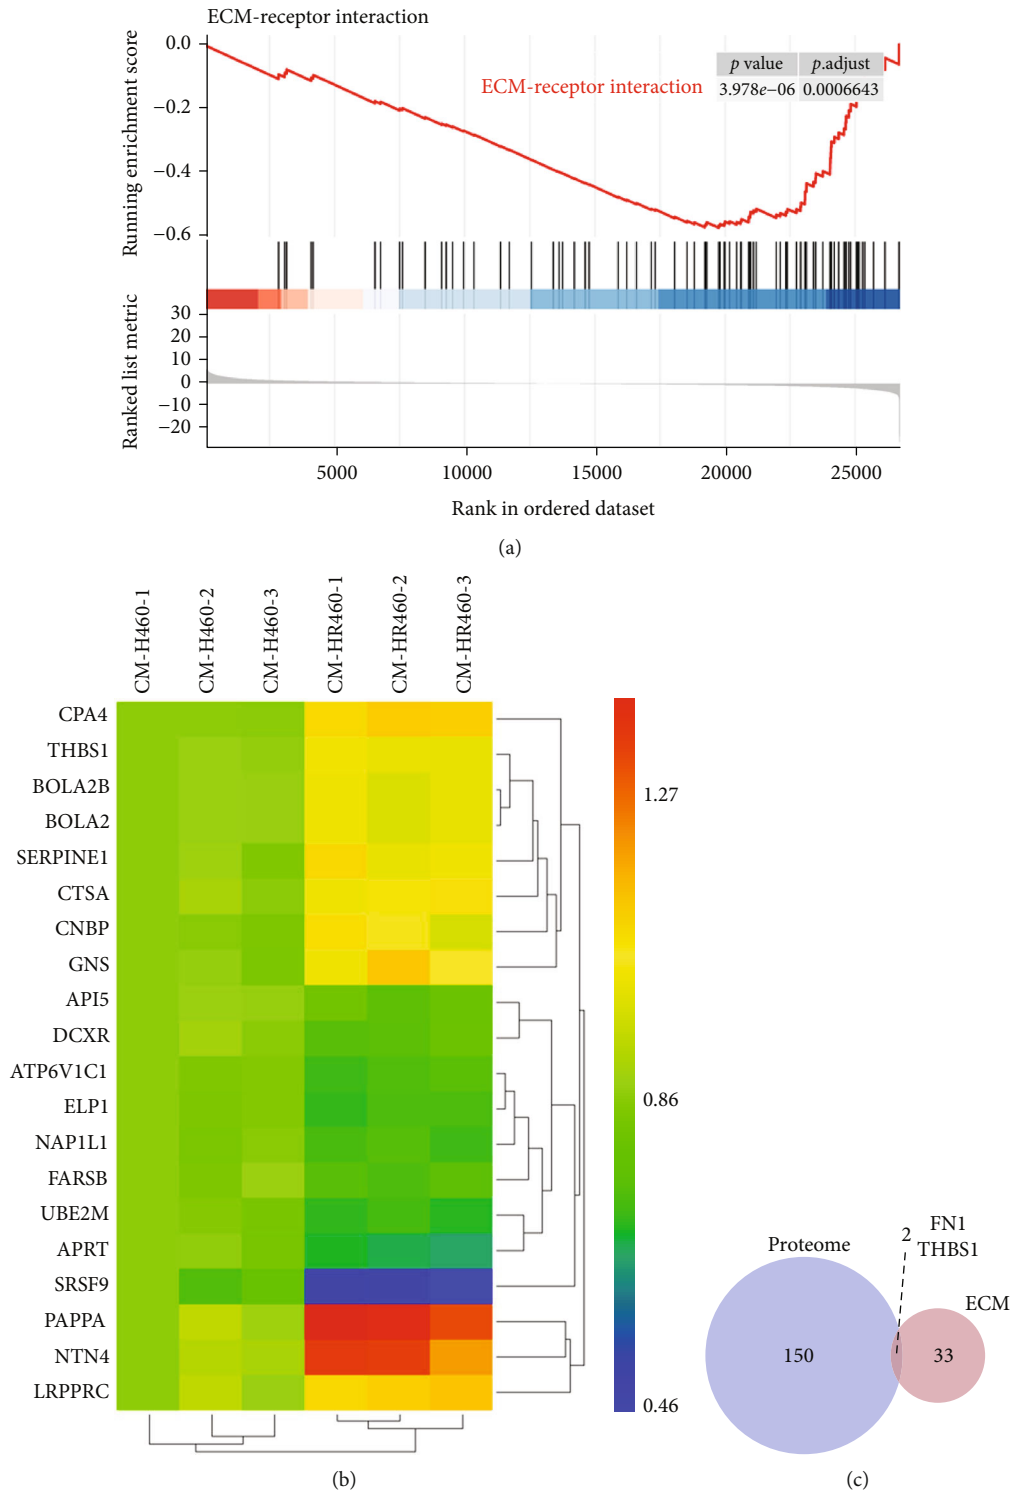 ECM-receptor interaction
Running enrichment score
0.0
−0.2
−0.4
−0.6
ECM-receptor interaction
p value p.adjust
3.978e−06 0.0006643
Ranked list metric
30
20
10
0
−10
−20
5000 10000 15000 20000 25000
Rank in ordered dataset
(a)
CM-H460-1
CM-H460-2
CM-H460-3
CM-HR460-1
CM-HR460-2
CM-HR460-3
CPA4
THBS1
BOLA2B
BOLA2
SERPINE1
CTSA
CNBP
GNS
API5
DCXR
ATP6V1C1
ELP1
NAP1L1
FARSB
UBE2M
APRT
SRSF9
PAPPA
NTN4
LRPPRC
1.27
0.86
0.46
(b)
Proteome
2
FN1
THBS1
ECM
150
33
(c)